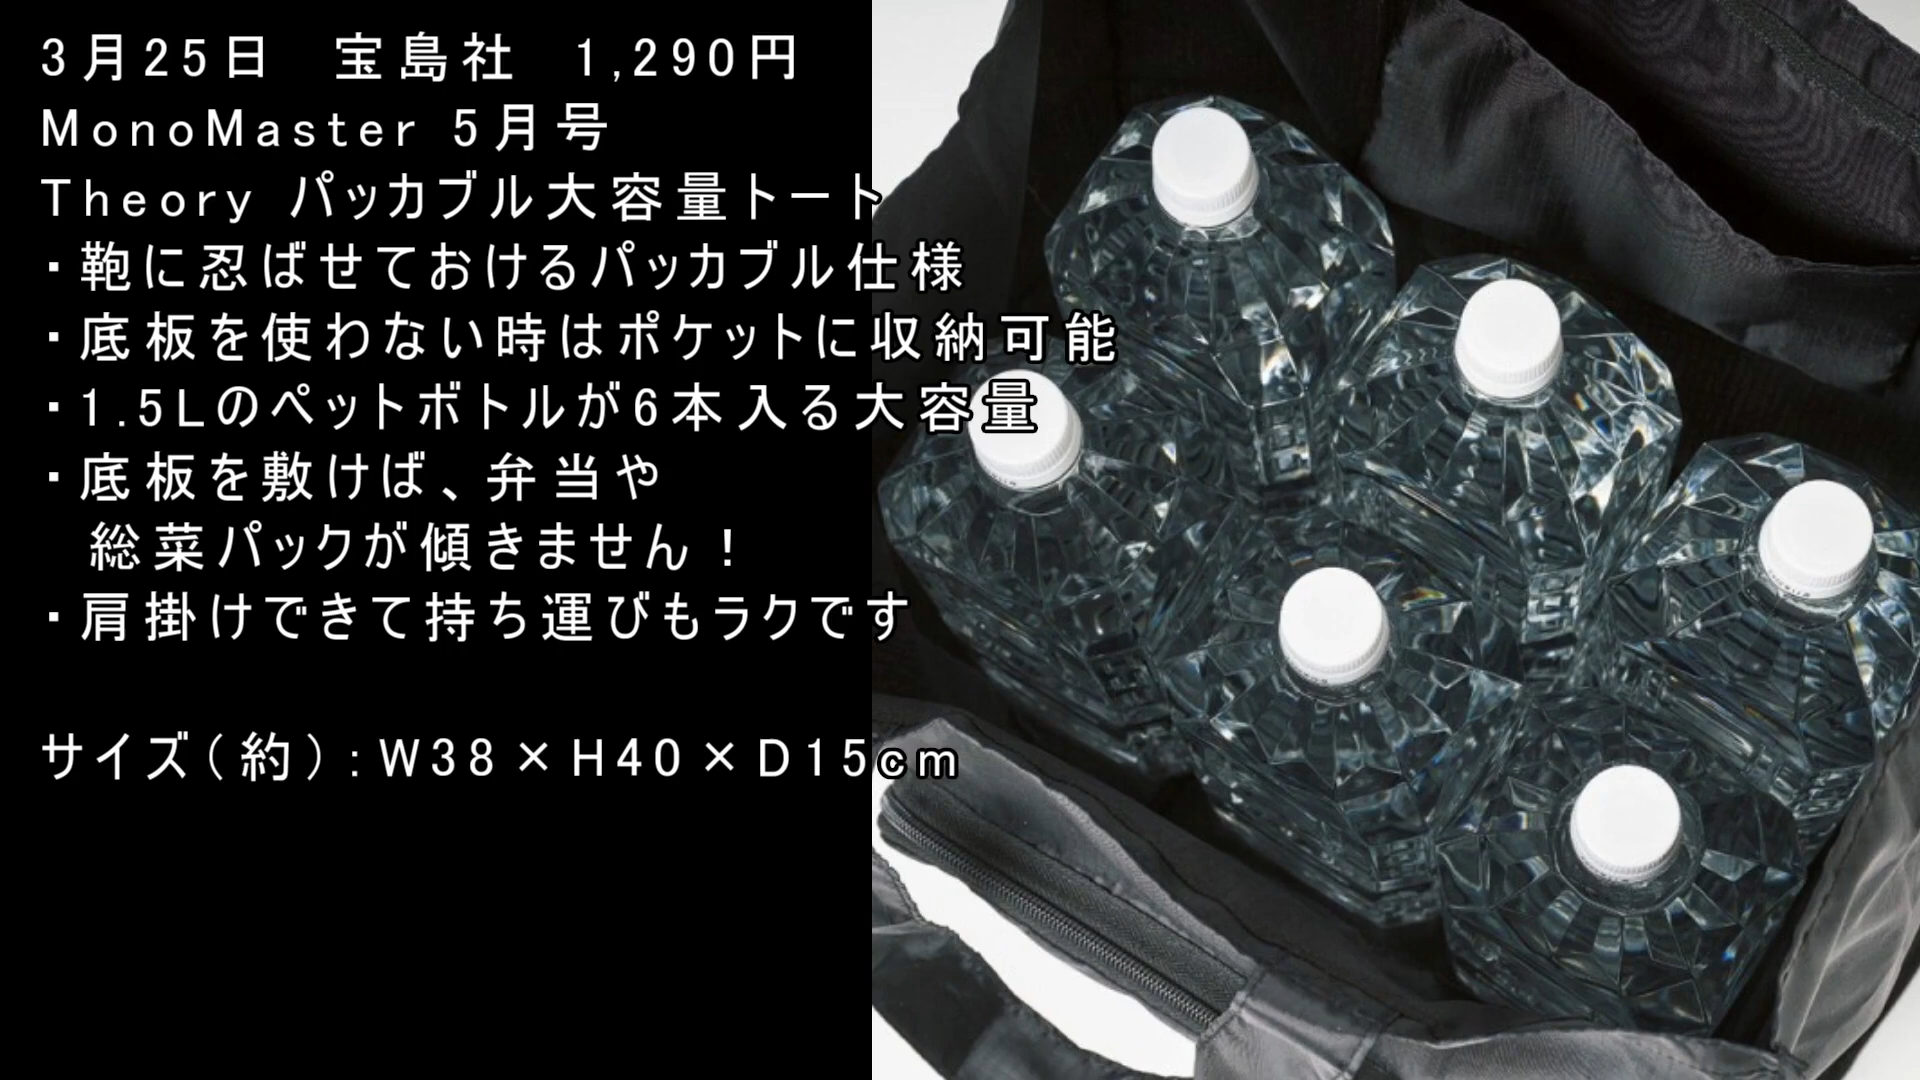 3月25日　宝島社　1,290円
MonoMaster 5月号
Theory パッカブル大容量トート
・鞄に忍ばせておけるパッカブル仕様
・底板を使わない時はポケットに収納可能
・1.5Lのペットボトルが6本入る大容量
・底板を敷けば、弁当や
総菜パックが傾きません！
・肩掛けできて持ち運びもラクです
サイズ（約）：W38×H40×D15cm